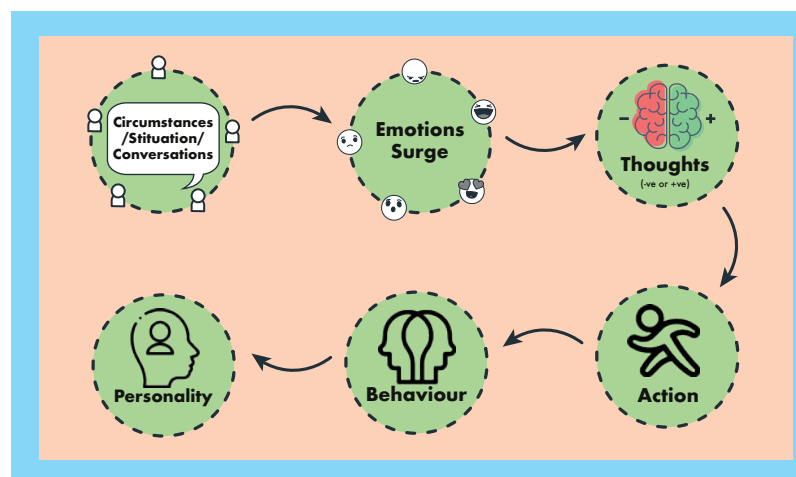 Circumstances
/Stituation/
Conversations
Emotions
Surge
− +
Thoughts
(-ve or +ve)
Action
Behaviour
Personality